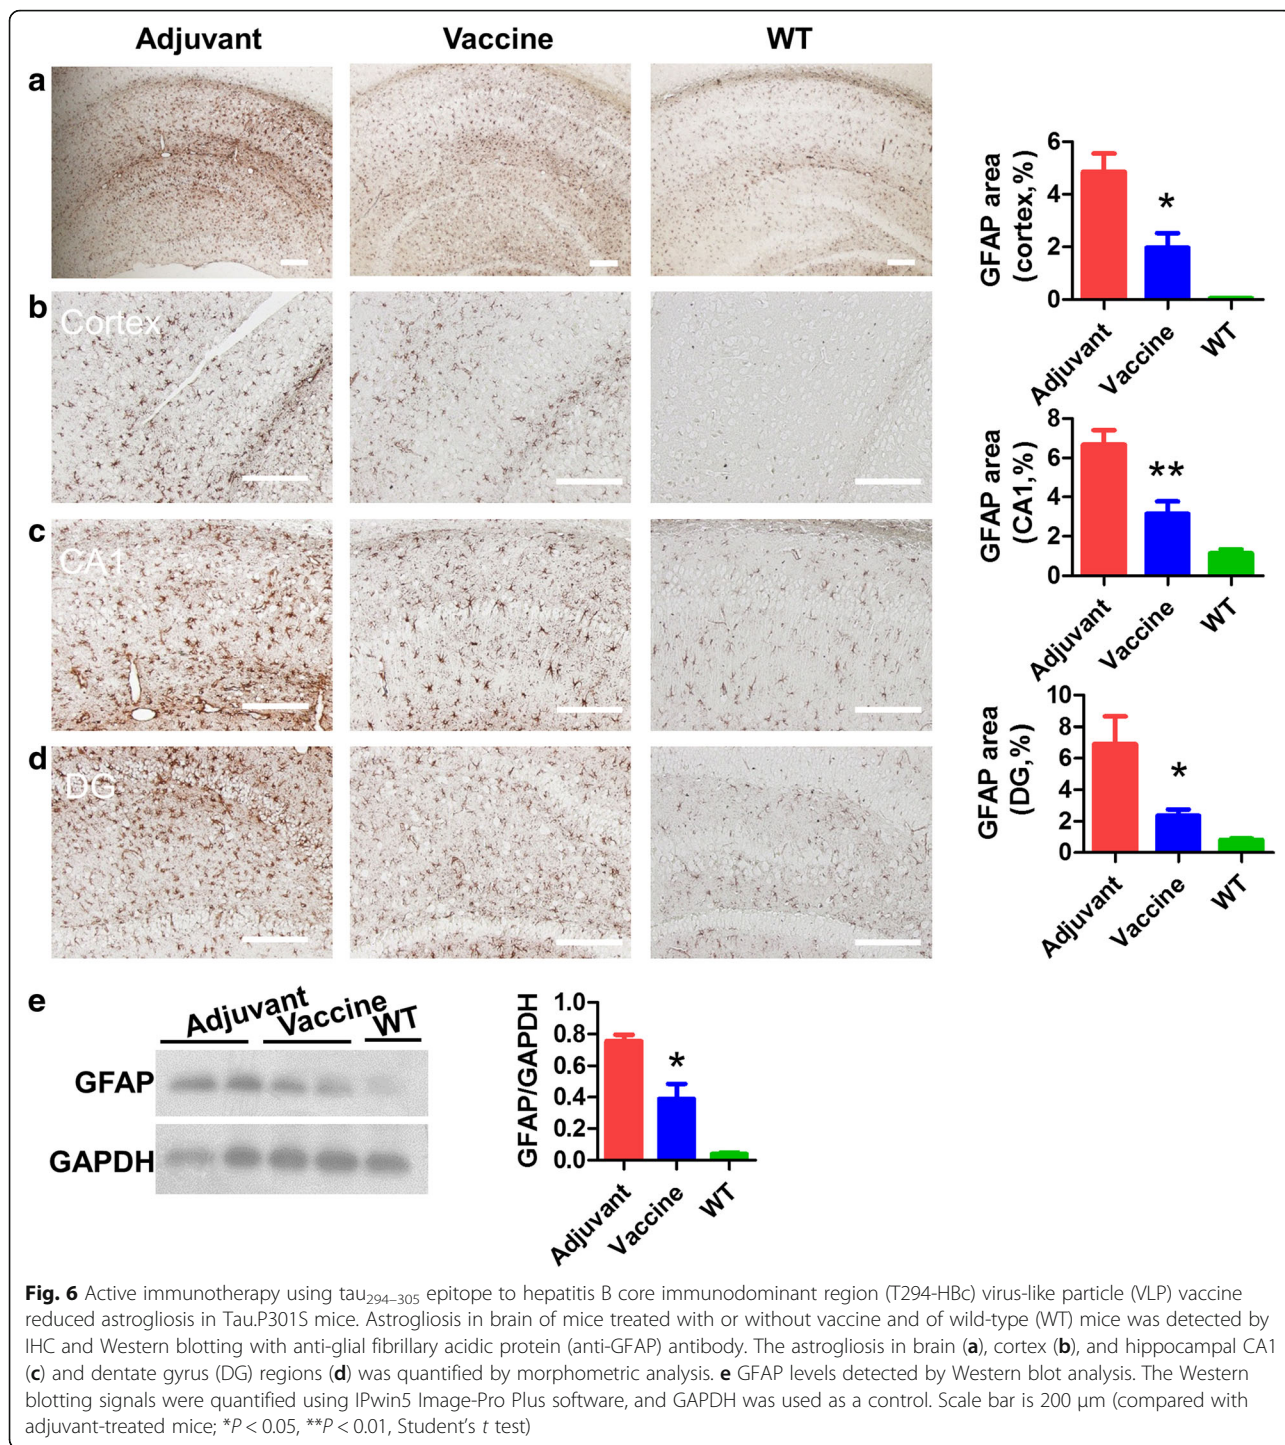 Adjuvant Vaccine WT
a
6
4
2
0
GFAP area
(cortex,%)
*
Adjuvant
Vaccine
WT
b
Cortex
8
6
4
2
0
GFAP area
(CA1,%)
**
Adjuvant
Vaccine
WT
c
CA1
10
8
6
4
2
0
GFAP area
(DG,%)
*
Adjuvant
Vaccine
WT
d
DG
e
Adjuvant
Vaccine
WT
GFAP
GAPDH
1.0
0.8
0.6
0.4
0.2
0.0
GFAP/GAPDH
*
Adjuvant
Vaccine
WT
Fig. 6 Active immunotherapy using tau294–305 epitope to hepatitis B core immunodominant region (T294-HBc) virus-like particle (VLP) vaccine
reduced astrogliosis in Tau.P301S mice. Astrogliosis in brain of mice treated with or without vaccine and of wild-type (WT) mice was detected by
IHC and Western blotting with anti-glial fibrillary acidic protein (anti-GFAP) antibody. The astrogliosis in brain (a), cortex (b), and hippocampal CA1
(c) and dentate gyrus (DG) regions (d) was quantified by morphometric analysis. e GFAP levels detected by Western blot analysis. The Western
blotting signals were quantified using IPwin5 Image-Pro Plus software, and GAPDH was used as a control. Scale bar is 200 μm (compared with
adjuvant-treated mice; *P < 0.05, **P < 0.01, Student's t test)